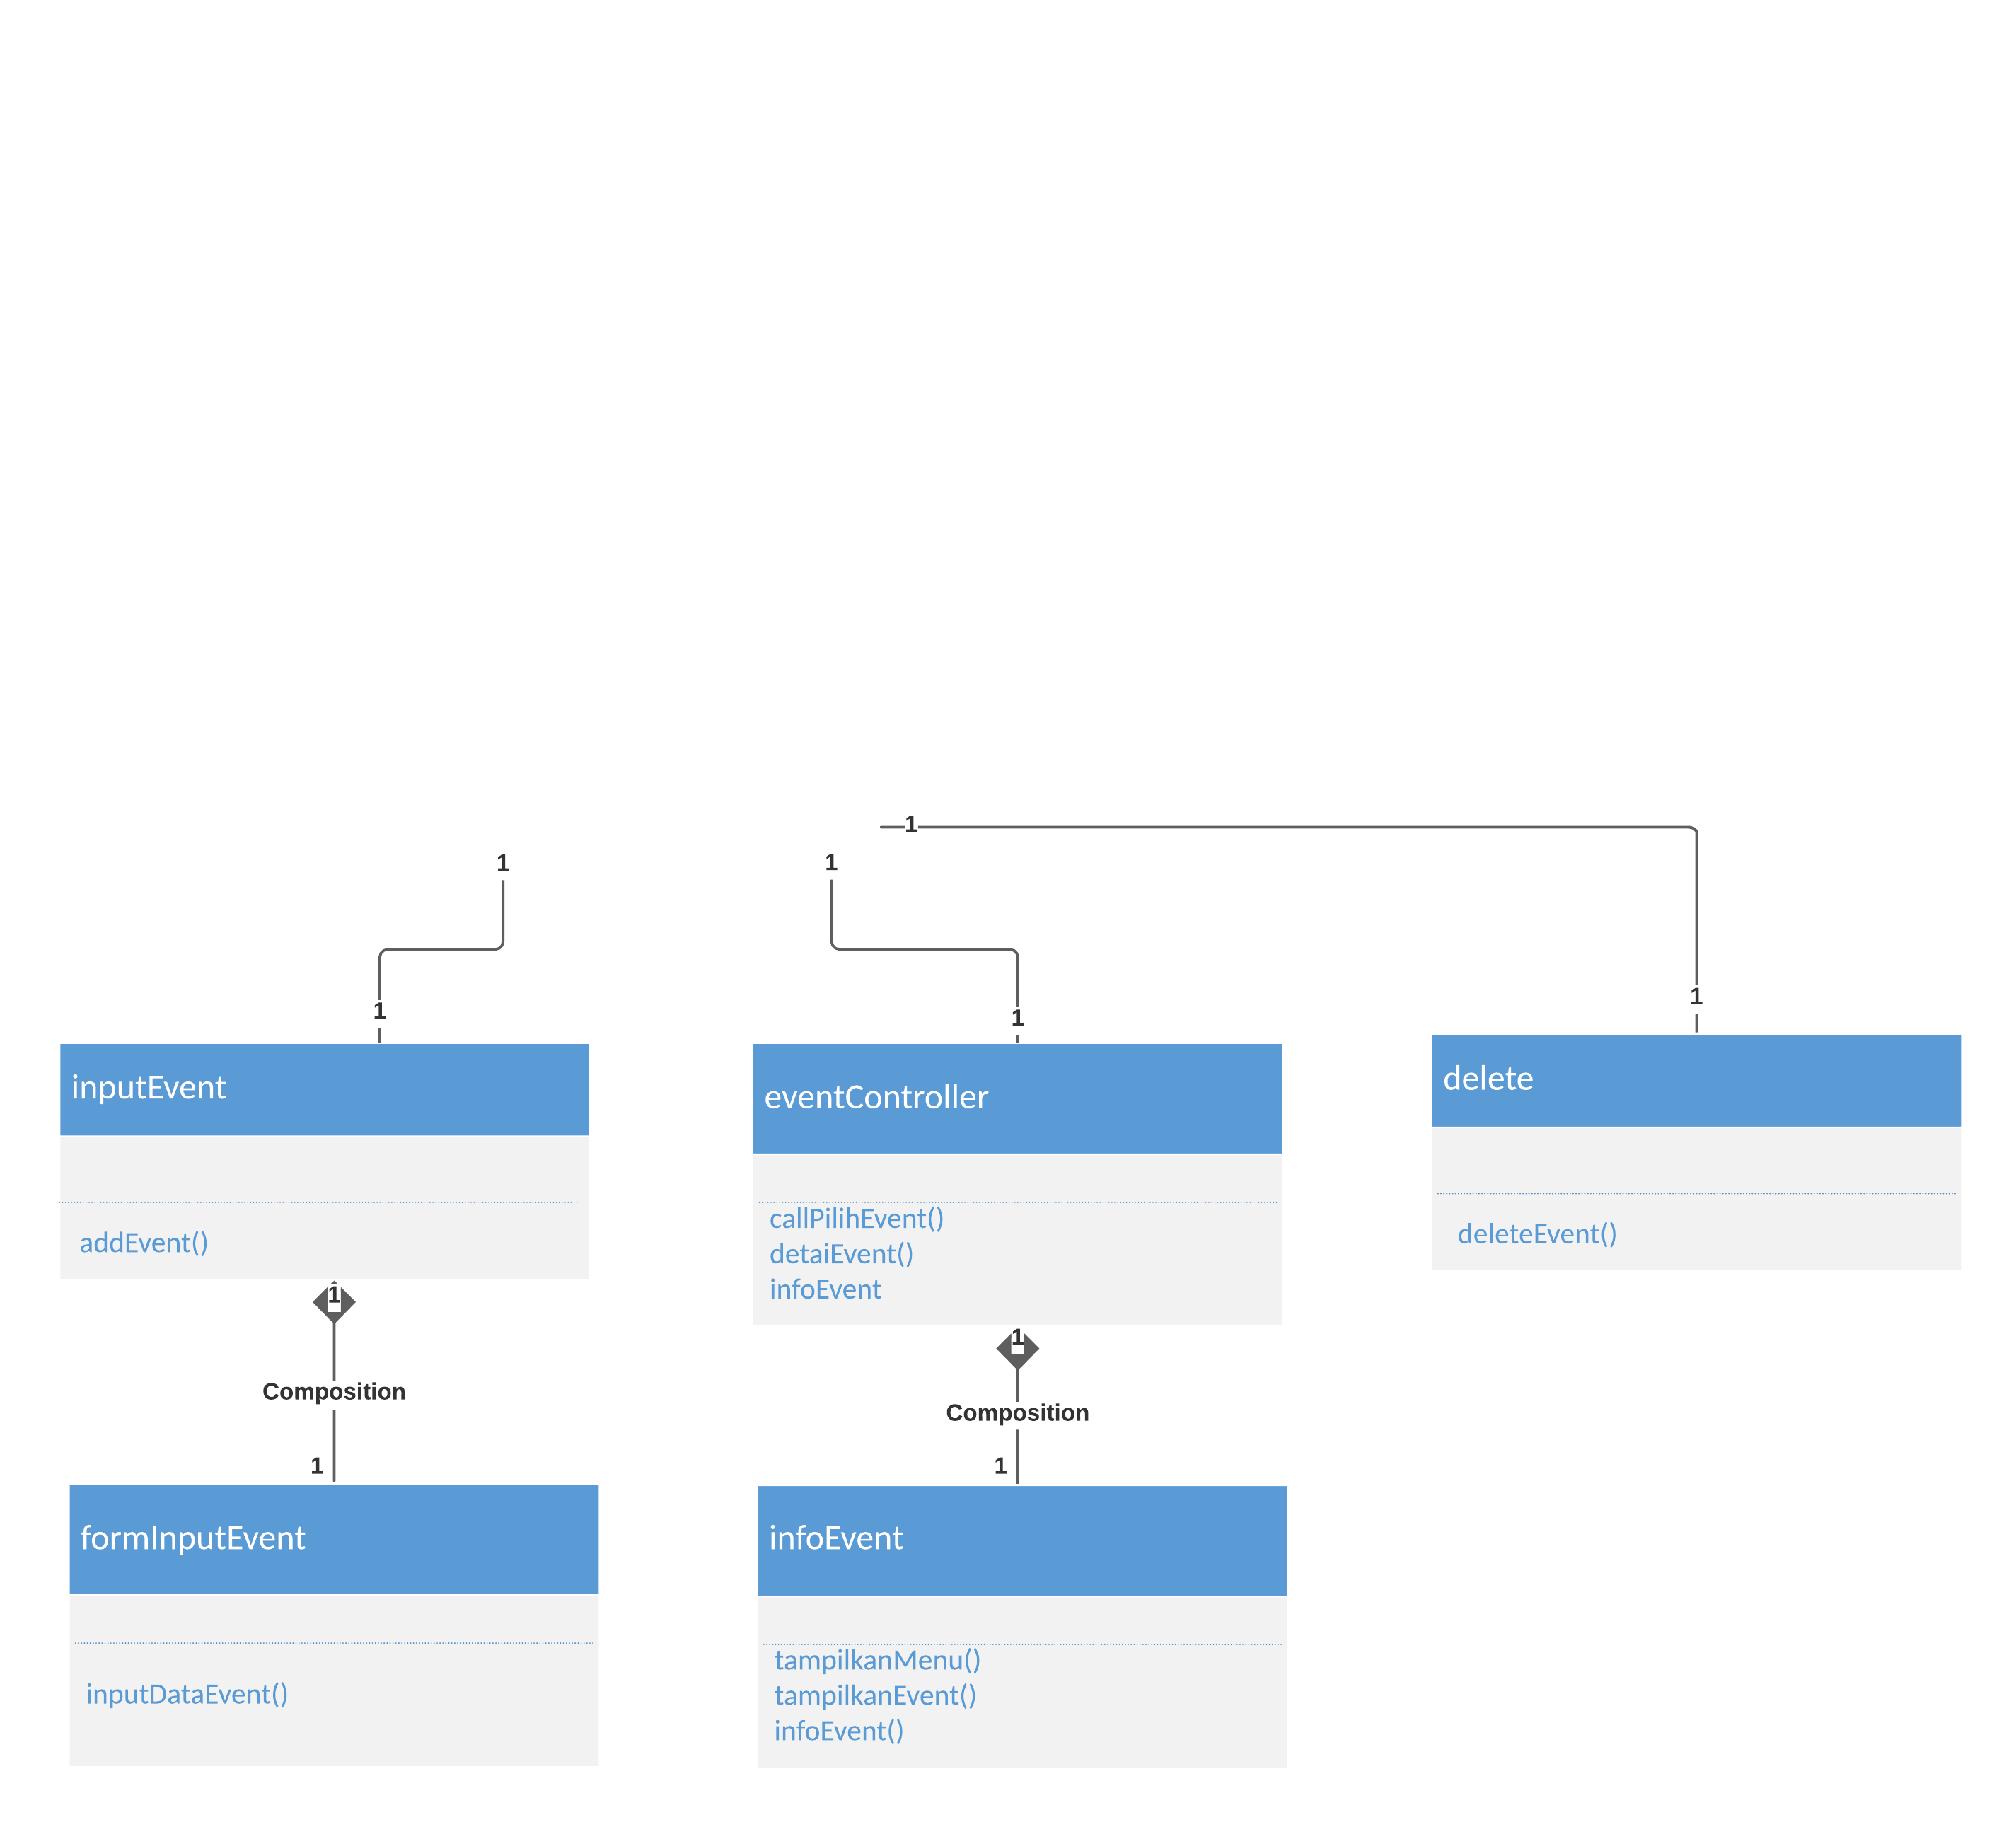 1
1
1
1
1
1
inputEvent
addEvent()
eventController
callPilihEvent()
detaiEvent()
infoEvent
delete
deleteEvent()
1
Composition
1
1
Composition
1
formInputEvent
inputDataEvent()
infoEvent
tampilkanMenu()
tampilkanEvent()
infoEvent()